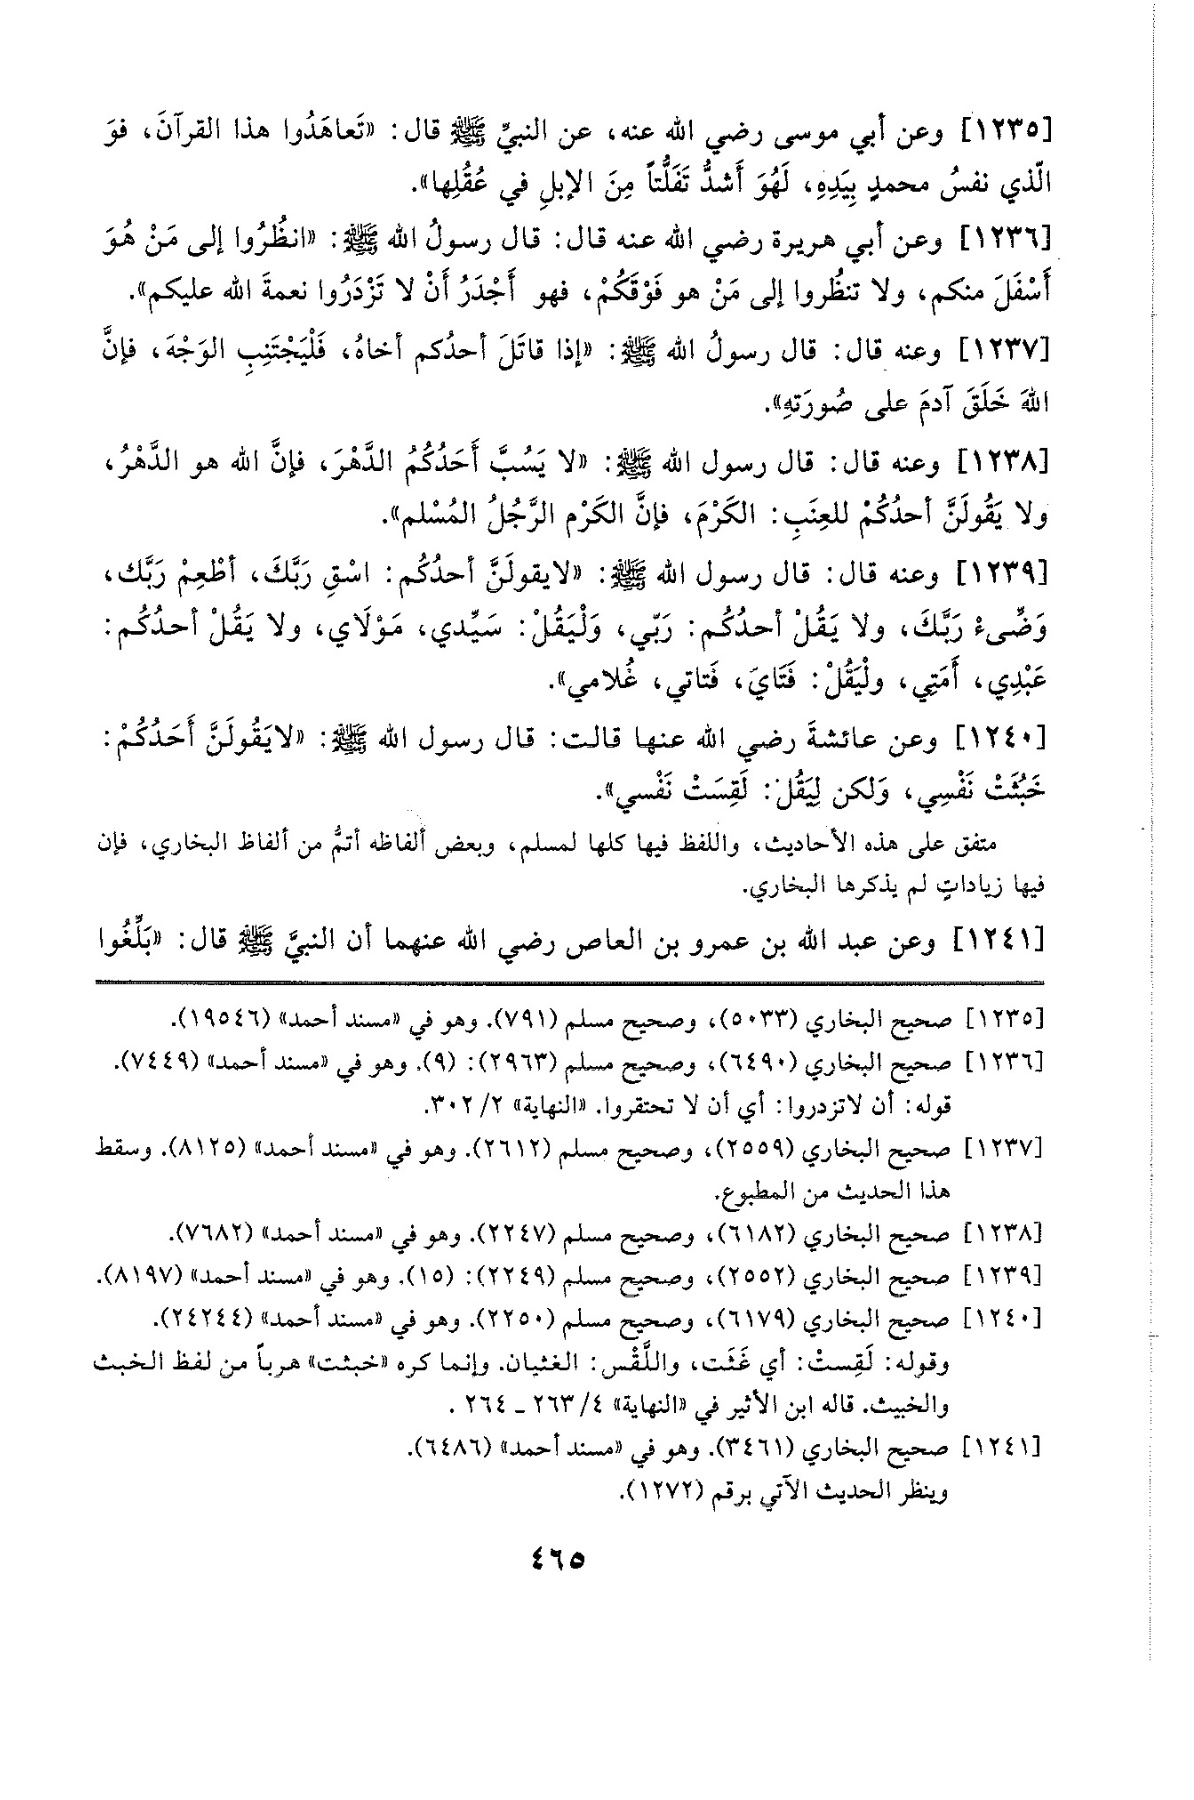 [١٢٣٥] وعن أبي موسى رضي الله عنه، عن النبيِّ ﷺ قال: «تَعاهَدُوا هذا القرآنَ، فوَ
الّذي نفسُ محمدٍ بِيَدِهِ، لَهُوَ أَشدُّ تَفَلُّتاً مِنَ الإبلِ في عُقُلِها».
[١٢٣٦] وعن أبي هريرة رضي الله عنه قال: قال رسولُ الله ﷺ: «انظُرُوا إلى مَنْ هُوَ
أَسْفَلَ منكم، ولا تنظُروا إلى مَنْ هو فَوْقَكُمْ، فهو أَجْدَرُ أَنْ لا تَزْدَرُوا نعمةَ الله عليكم».
[١٢٣٧] وعنه قال: قال رسولُ الله ﷺ: «إذا قاتَلَ أحدُكم أخاهُ، فَلْيَجْتَنِبِ الوَجْهَ، فإنَّ
اللهَ خَلَقَ آدمَ على صُورَتهِ».
[١٢٣٨] وعنه قال: قال رسول الله ﷺ: «لا يَسُبَّ أَحَدُكُمُ الدَّهْرَ، فإنَّ الله هو الدَّهْرُ،
ولا يَقُولَنَّ أحدُكُمْ للعِنَبِ: الكَرْمَ، فإنَّ الكَرْم الرَّجُلُ المُسْلم».
[١٢٣٩] وعنه قال: قال رسول الله ﷺ: «لايقولَنَّ أحدُكُم: اسْقِ رَبَّكَ، أطْعِمْ رَبَّك،
وَضِّىءْ رَبَّكَ، ولا يَقُلْ أحدُكُم: رَبّي، وَلْيَقُلْ: سَيِّدي، مَوْلَاي، ولا يَقُلْ أحدُكُم:
عَبْدِي، أَمَتِي، ولْيَقُلْ: فَتَايَ، فَتاتي، غُلامي».
[١٢٤٠] وعن عائشةَ رضي الله عنها قالت: قال رسول الله ﷺ: «لايَقُولَنَّ أَحَدُكُمْ:
خَبُثَتْ نَفْسِي، وَلكن لِيَقُلْ: لَقِسَتْ نَفْسي».
متفق على هذه الأحاديث، واللفظ فيها كلها لمسلم، وبعض ألفاظه أتمُّ من ألفاظ البخاري، فإن
فيها زياداتٍ لم يذكرها البخاري.
[١٢٤١] وعن عبد الله بن عمرو بن العاص رضي الله عنهما أن النبيَّ ﷺ قال: «بَلِّغُوا
[١٢٣٥] صحيح البخاري (٥٠٣٣)، وصحيح مسلم (٧٩١). وهو في «مسند أحمد» (١٩٥٤٦).
[١٢٣٦] صحيح البخاري (٦٤٩٠)، وصحيح مسلم (٢٩٦٣): (٩). وهو في «مسند أحمد» (٧٤٤٩).
قوله: أن لاتزدروا: أي أن لا تحتقروا. «النهاية» ٢/ ٣٠٢.
[١٢٣٧] صحيح البخاري (٢٥٥٩)، وصحيح مسلم (٢٦١٢). وهو في «مسند أحمد» (٨١٢٥). وسقط
هذا الحديث من المطبوع.
[١٢٣٨] صحيح البخاري (٦١٨٢)، وصحيح مسلم (٢٢٤٧). وهو في «مسند أحمد» (٧٦٨٢).
[١٢٣٩] صحيح البخاري (٢٥٥٢)، وصحيح مسلم (٢٢٤٩): (١٥). وهو في «مسند أحمد» (٨١٩٧).
[١٢٤٠] صحيح البخاري (٦١٧٩)، وصحيح مسلم (٢٢٥٠). وهو في «مسند أحمد» (٢٤٢٤٤).
وقوله: لَقِستْ: أي غَثَت، واللَّقْس: الغثيان. وإنما كره «خبثت» هرباً من لفظ الخبث
والخبيث. قاله ابن الأثير في «النهاية» ٤/ ٢٦٣ ـ ٢٦٤ .
[١٢٤١] صحيح البخاري (٣٤٦١). وهو في «مسند أحمد» (٦٤٨٦).
وينظر الحديث الآتي برقم (١٢٧٢).
٤٦٥